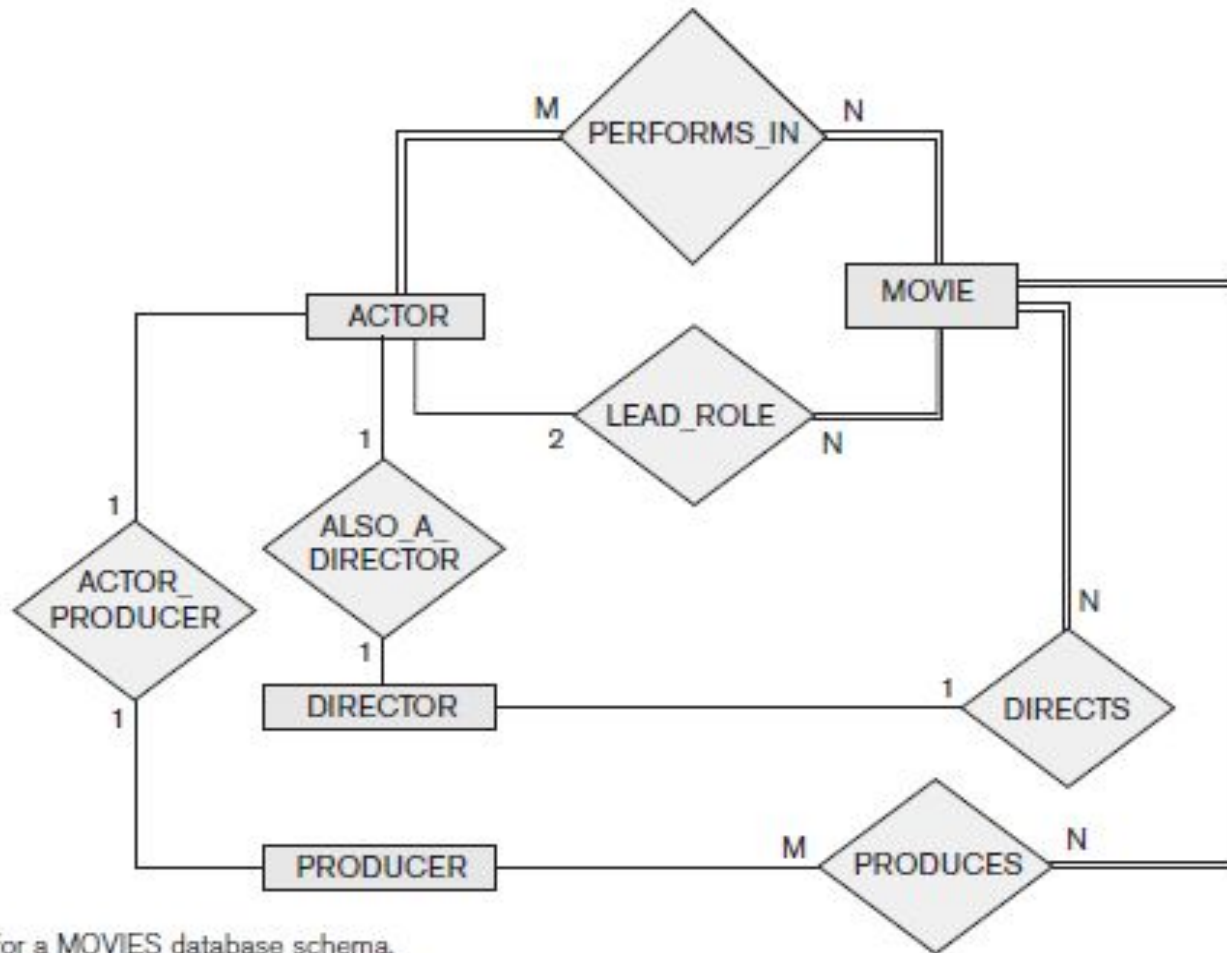 M
N
PERFORMS_IN
MOVIE
ACTOR
LEAD_ROLE
2
N
1
1
ALSO_A_
DIRECTOR
ACTOR_
PRODUCER
N
1
1
DIRECTOR
1
DIRECTS
PRODUCER
M
PRODUCES
N
for a MOVIES database schema.